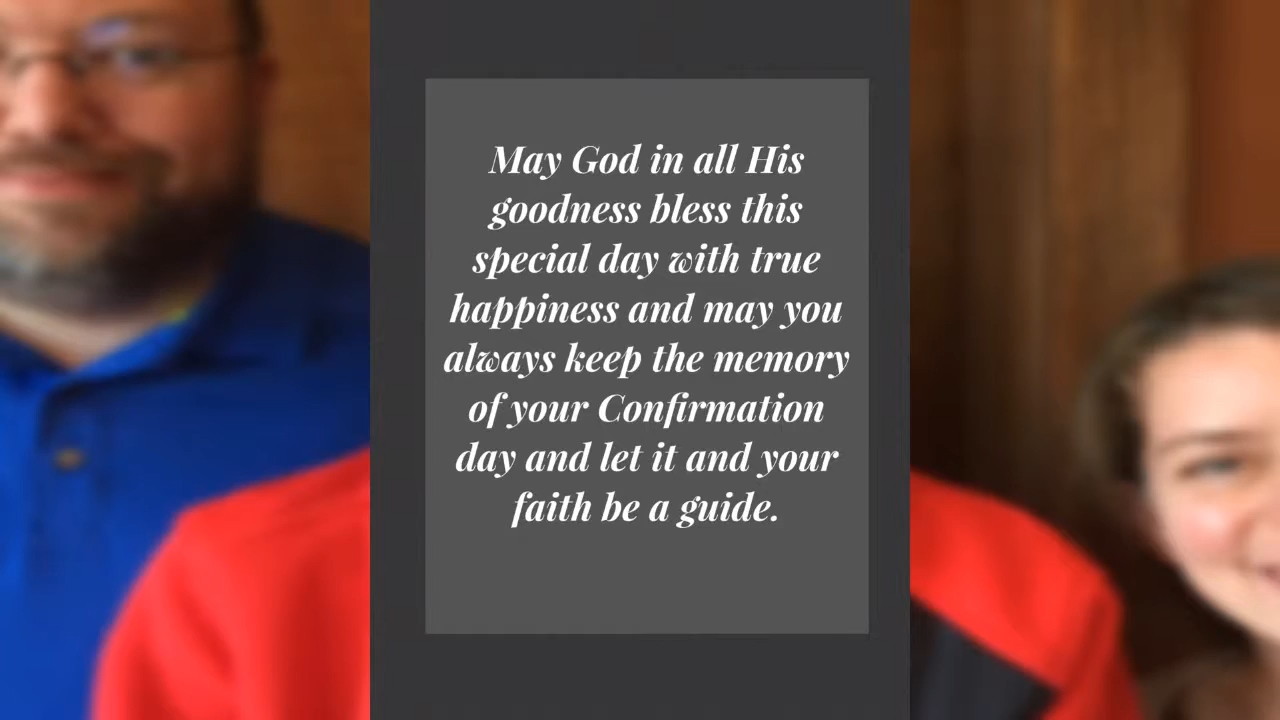 May God in all His
goodness bless this
special day with true
happiness and may you
always keep the memory
of your Confirmation
day and let it and your
faith be a guide.